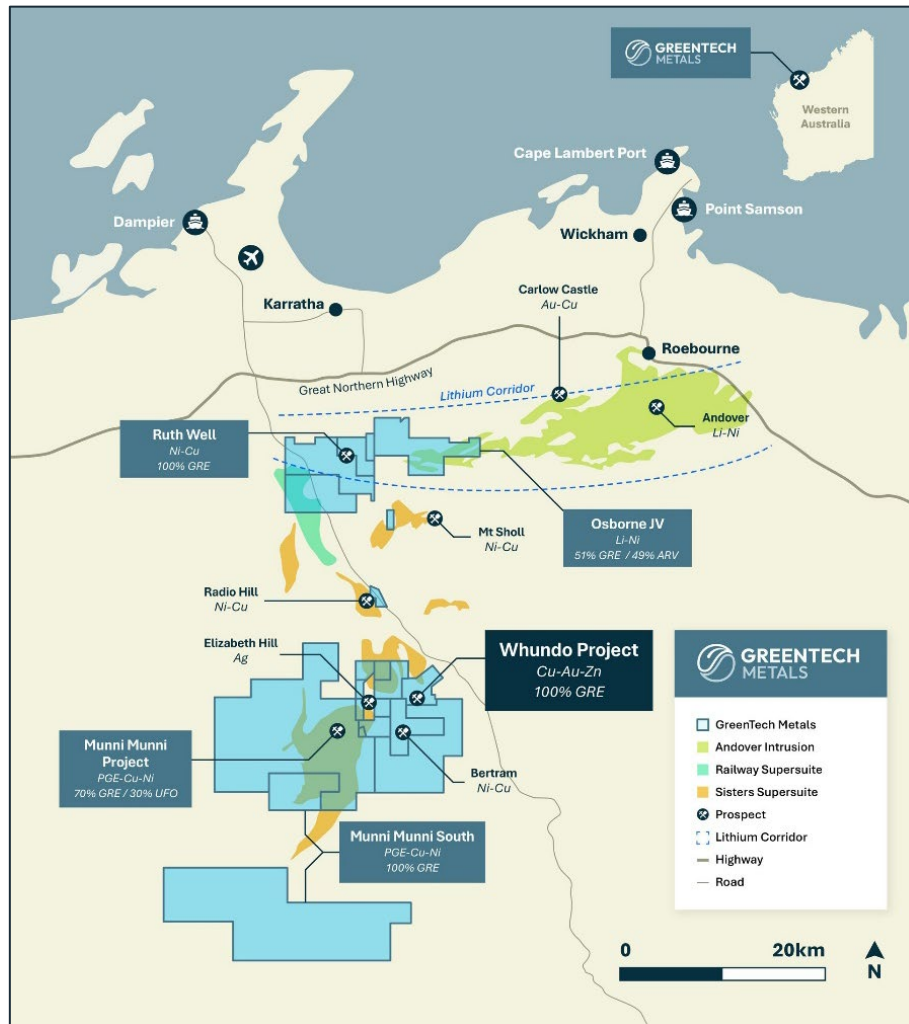 GREENTECH
METALS
Western
Australia
Cape Lambert Port
Point Samson
Dampier
Wickham
Karratha
Carlow Castle
Au-Cu
Roebourne
Great Northern Highway
Lithium Corridor
Andover
Li-Ni
Ruth Well
Ni-Cu
100% GRE
Osborne JV
Li-Ni
51% GRE / 49% ARV
Mt Sholl
Ni-Cu
Radio Hill
Ni-Cu
Elizabeth Hill
Ag
Whundo Project
Cu-Au-Zn
100% GRE
Munni Munni
Project
PGE-Cu-Ni
70% GRE / 30% UFO
Bertram
Ni-Cu
Munni Munni South
PGE-Cu-Ni
100% GRE
GREENTECH
METALS
GreenTech Metals
Andover Intrusion
Railway Supersuite
Sisters Supersuite
Prospect
Lithium Corridor
Highway
Road
0 20km
N